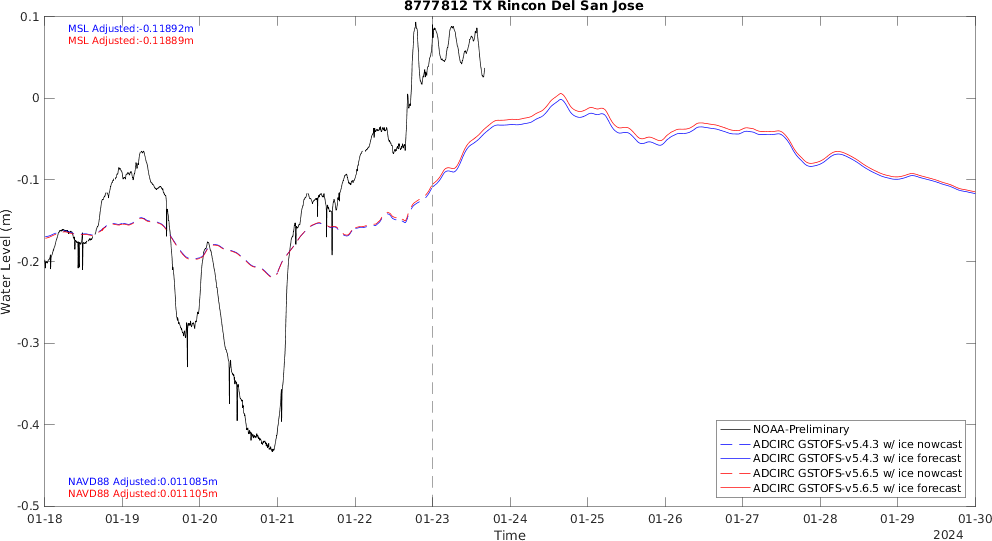 8777812 TX Rincon Del San Jose
MSL Adjusted:-0.11892m
MSL Adjusted:-0.11889m
0.1
0
-0.1
-0.2
-0.3
-0.4
-0.5
Water Level (m)
NAVD88 Adjusted:0.011085m
NAVD88 Adjusted:0.011105m
NOAA-Preliminary
ADCIRC GSTOFS-v5.4.3 w/ ice nowcast
ADCIRC GSTOFS-v5.4.3 w/ ice forecast
ADCIRC GSTOFS-v5.6.5 w/ ice nowcast
ADCIRC GSTOFS-v5.6.5 w/ ice forecast
01-18 01-19 01-20 01-21 01-22 01-23 01-24 01-25 01-26 01-27 01-28 01-29 01-30
Time
2024